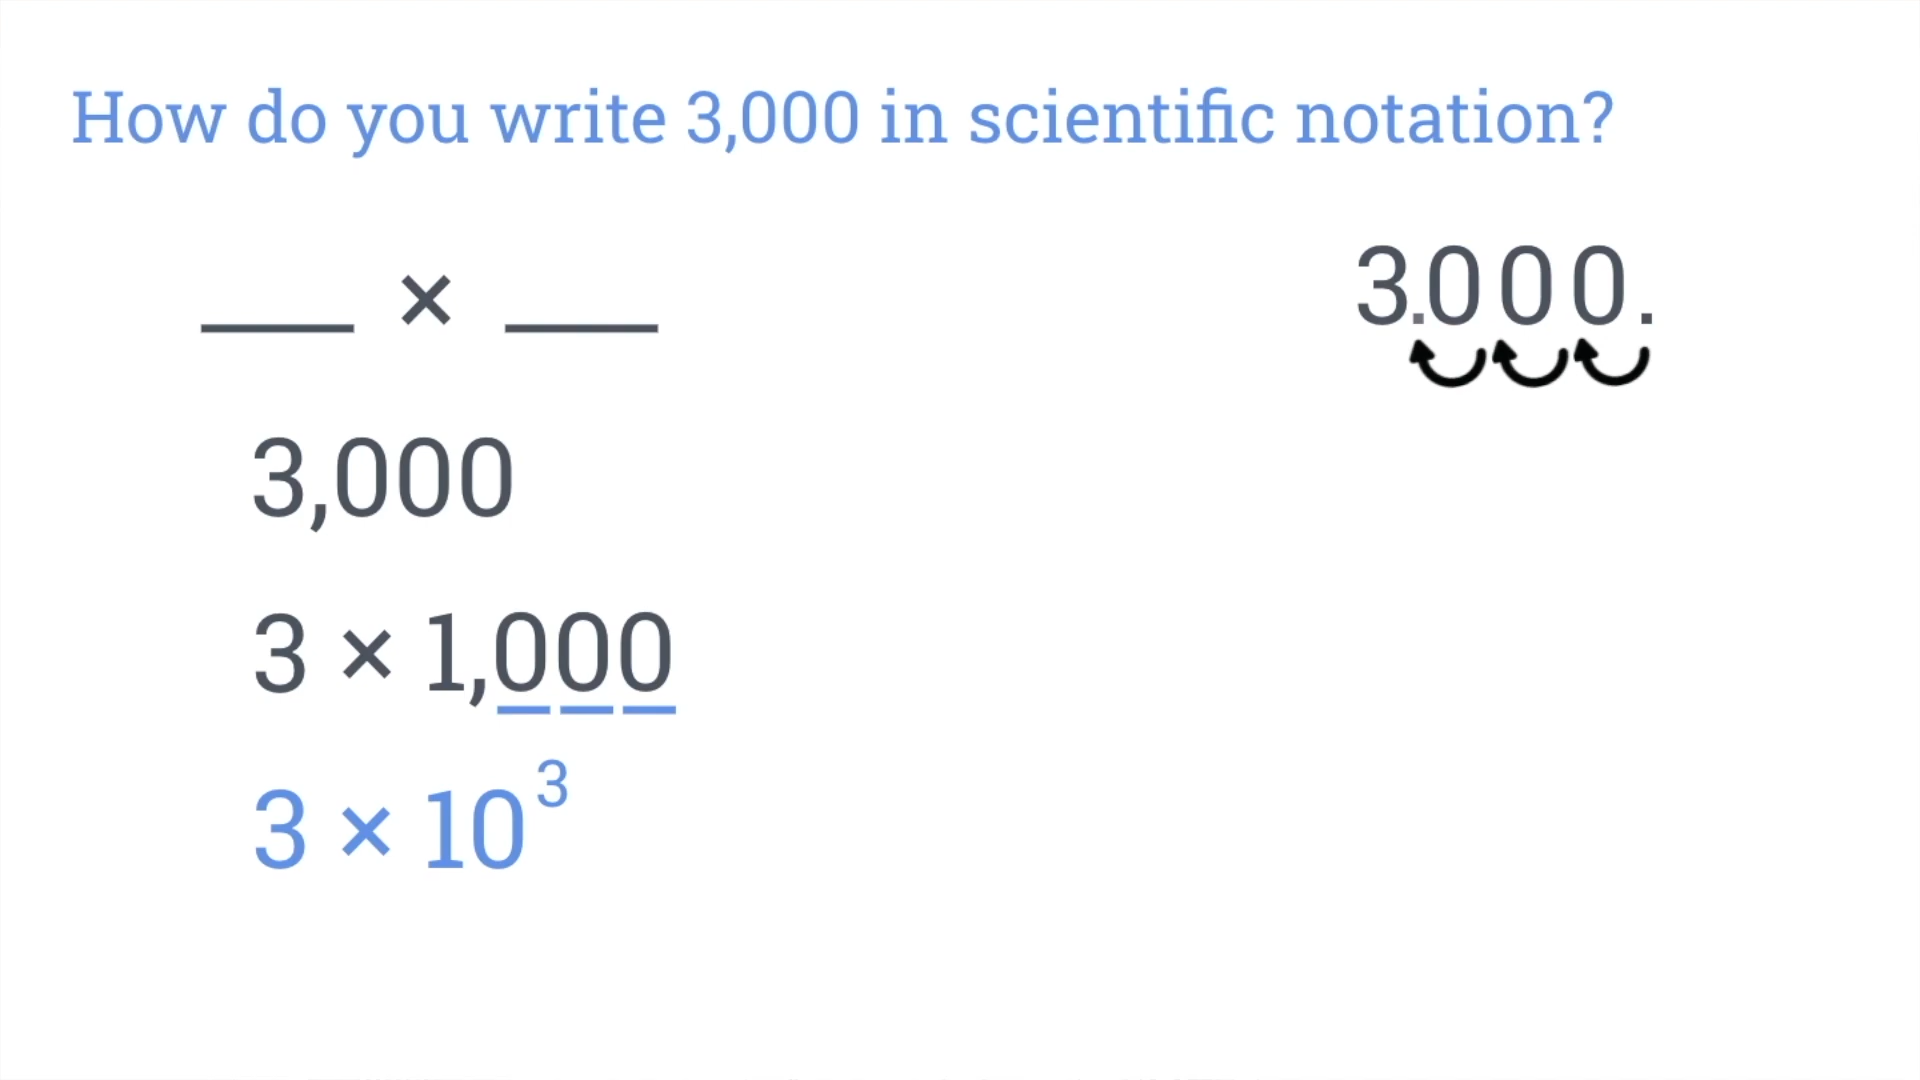 How do you write 3,000 in scientific notation?
___ × ___
3.000.
3,000
3 × 1,000
3 × 10³